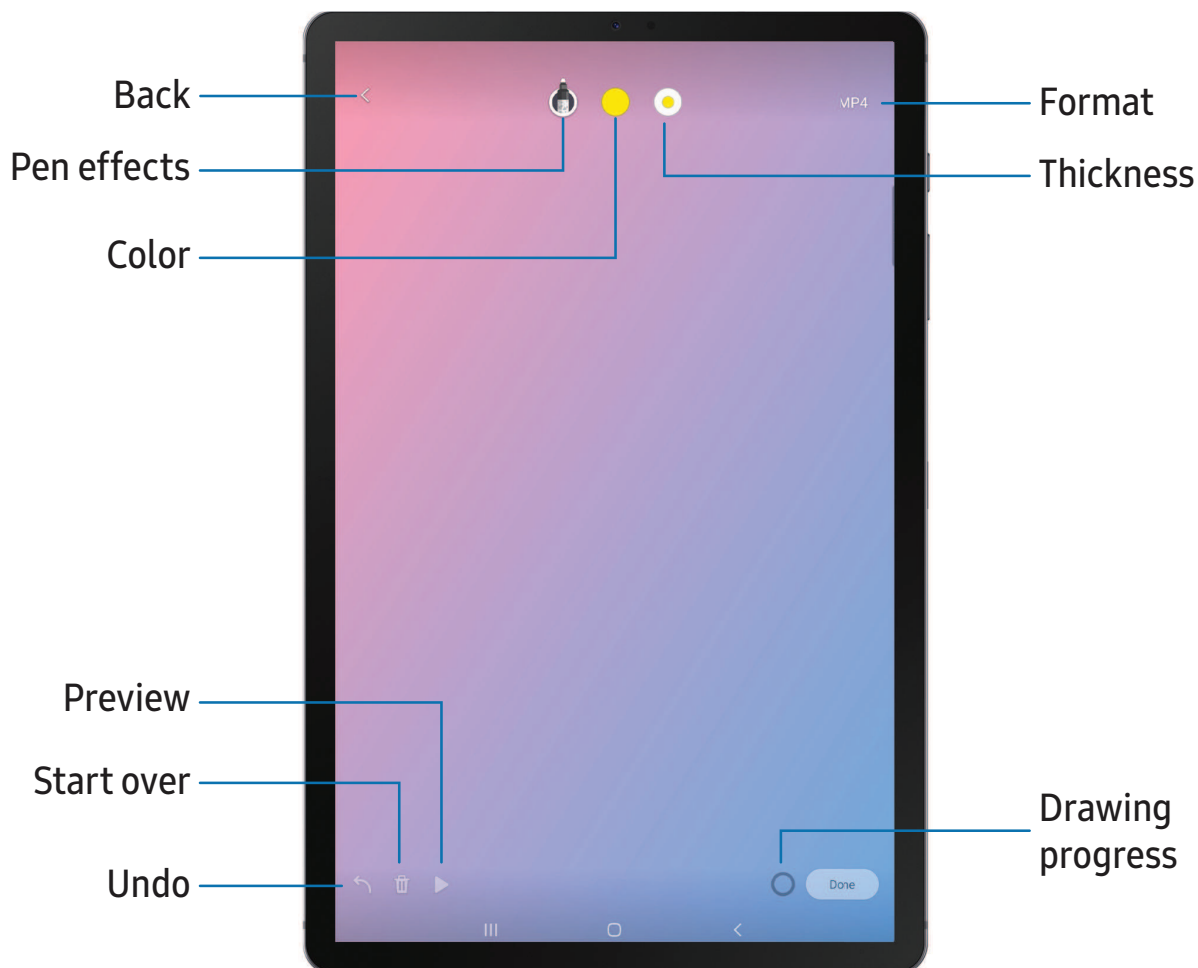 Back
MP4
Format
Pen effects
Thickness
Color
Preview
Start over
Drawing
progress
Undo
Done